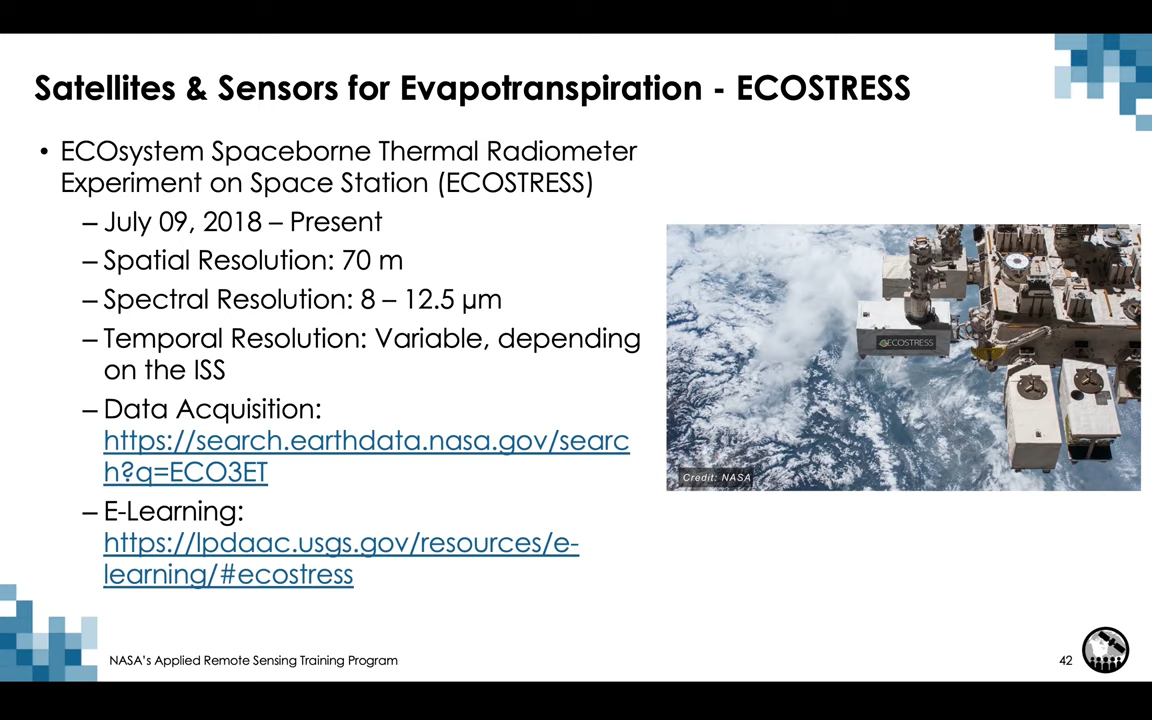 Satellites & Sensors for Evapotranspiration - ECOSTRESS
• ECOsystem Spaceborne Thermal Radiometer
Experiment on Space Station (ECOSTRESS)
– July 09, 2018 – Present
– Spatial Resolution: 70 m
– Spectral Resolution: 8 – 12.5 µm
– Temporal Resolution: Variable, depending
on the ISS
– Data Acquisition:
https://search.earthdata.nasa.gov/searc
h?q=ECO3ET
– E-Learning:
https://lpdaac.usgs.gov/resources/e-
learning/#ecostress
ECOSTRESS
Credit: NASA
NASA's Applied Remote Sensing Training Program
42